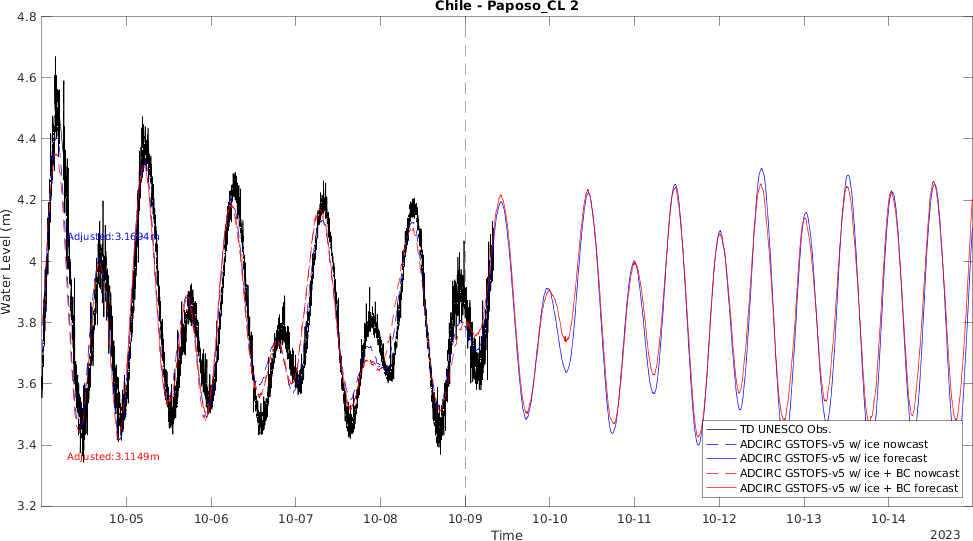 Chile - Paposo_CL 2
4.8
4.6
4.4
4.2
4
3.8
3.6
3.4
3.2
Water Level (m)
Adjusted:3.1694m
Adjusted:3.1149m
TD UNESCO Obs.
ADCIRC GSTOFS-v5 w/ ice nowcast
ADCIRC GSTOFS-v5 w/ ice forecast
ADCIRC GSTOFS-v5 w/ ice + BC nowcast
ADCIRC GSTOFS-v5 w/ ice + BC forecast
10-05 10-06 10-07 10-08 10-09 10-10 10-11 10-12 10-13 10-14
Time
2023